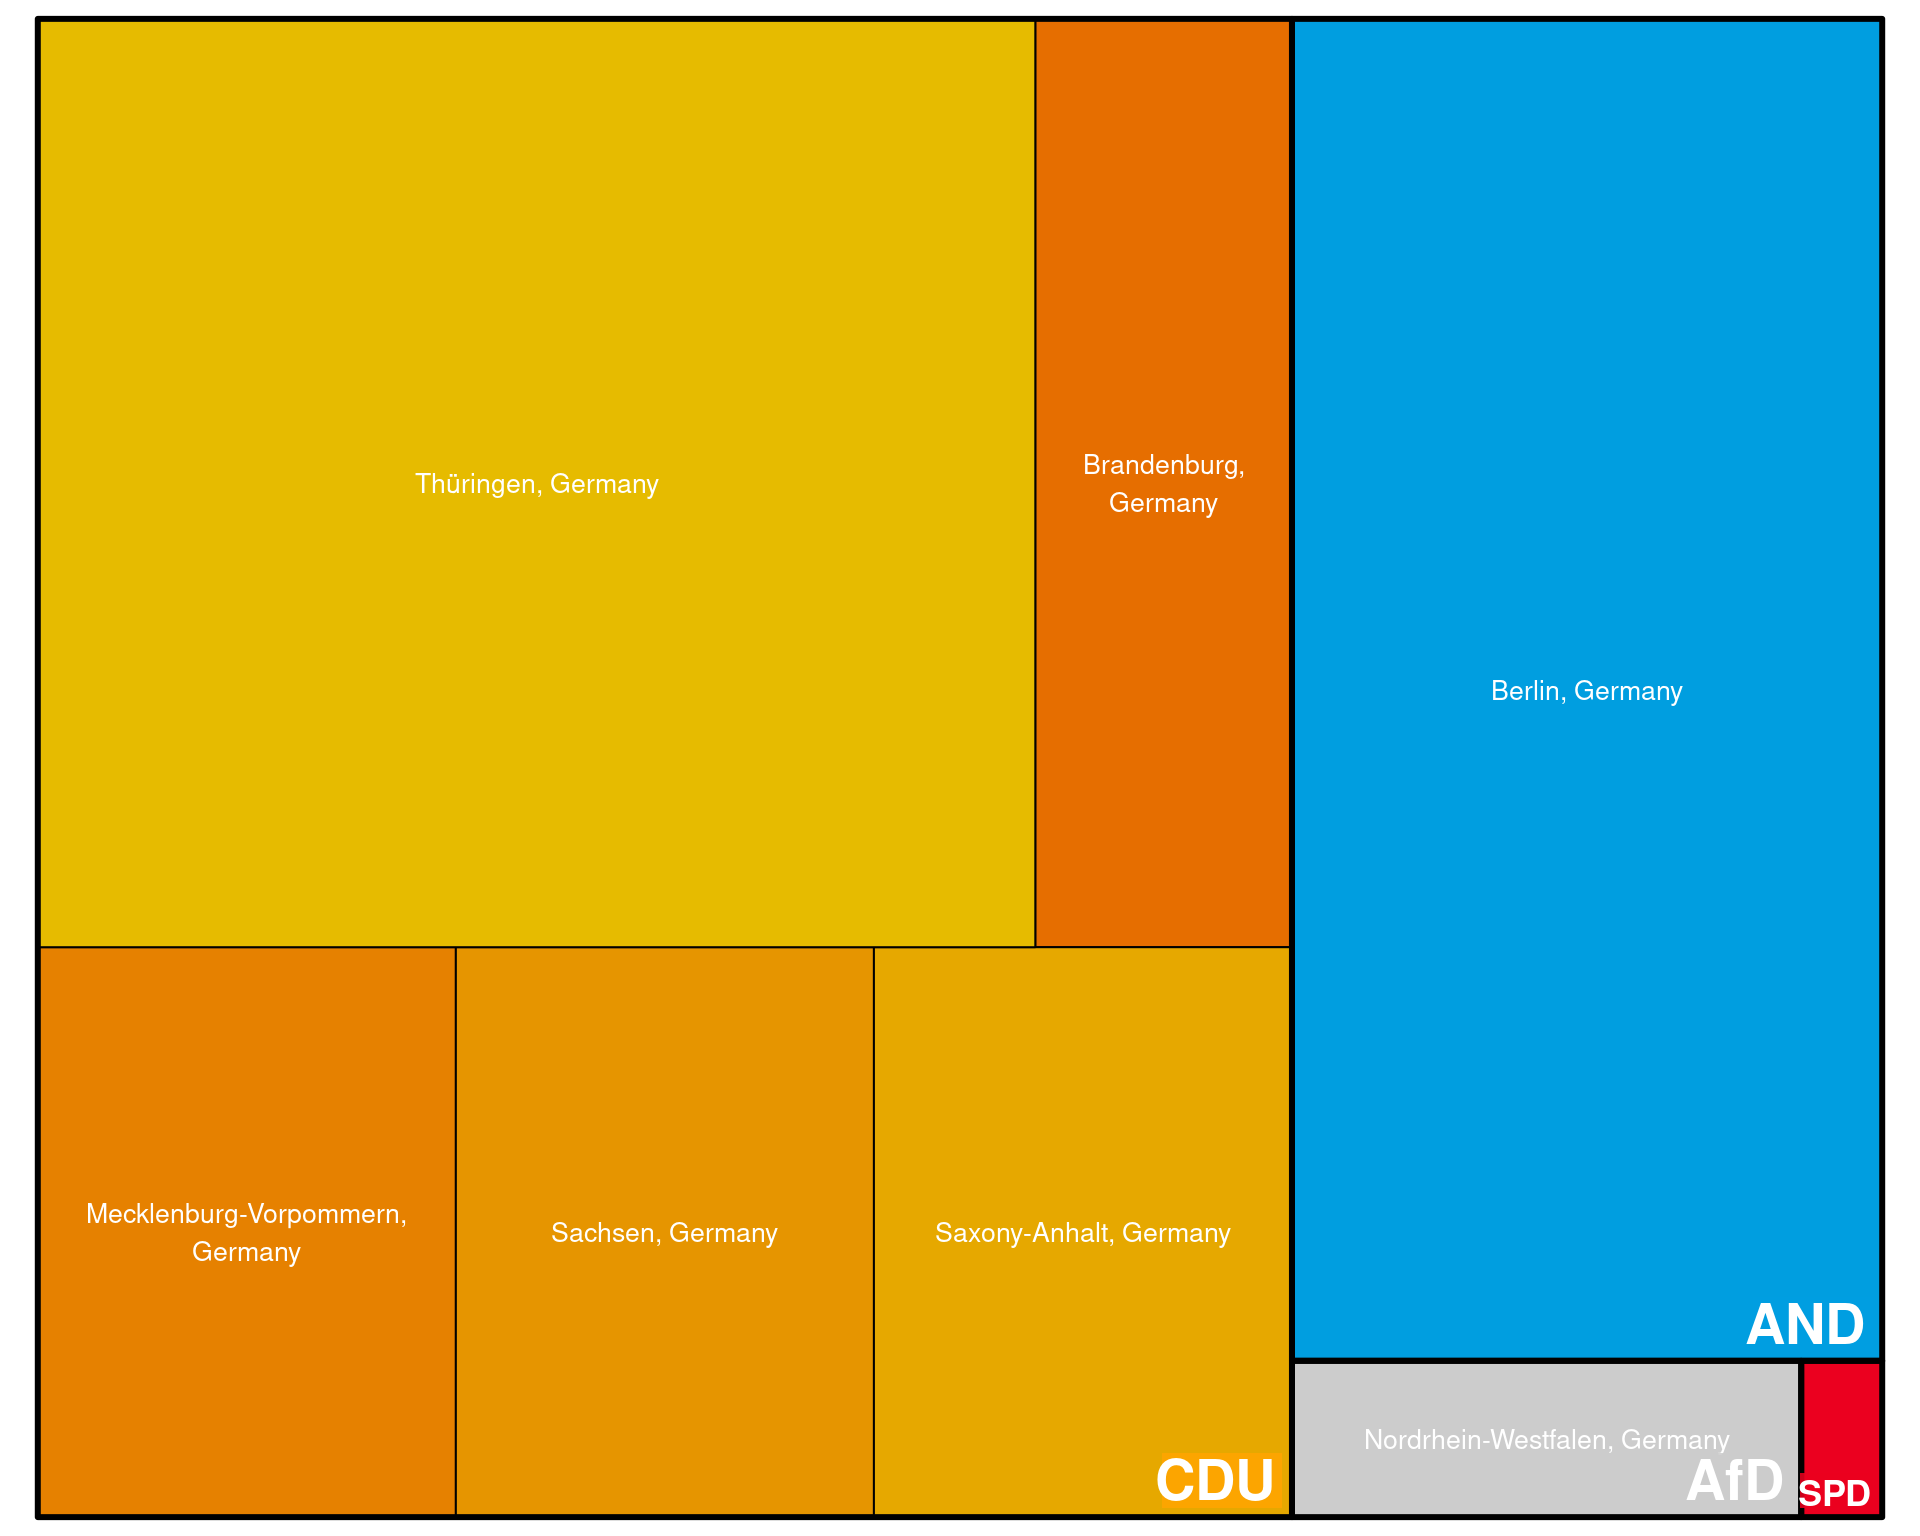 Thüringen, Germany
Brandenburg,
Germany
Berlin, Germany
AND
Mecklenburg-Vorpommern,
Germany
Sachsen, Germany
Saxony-Anhalt, Germany
CDU
Nordrhein-Westfalen, Germany
AfD
SPD